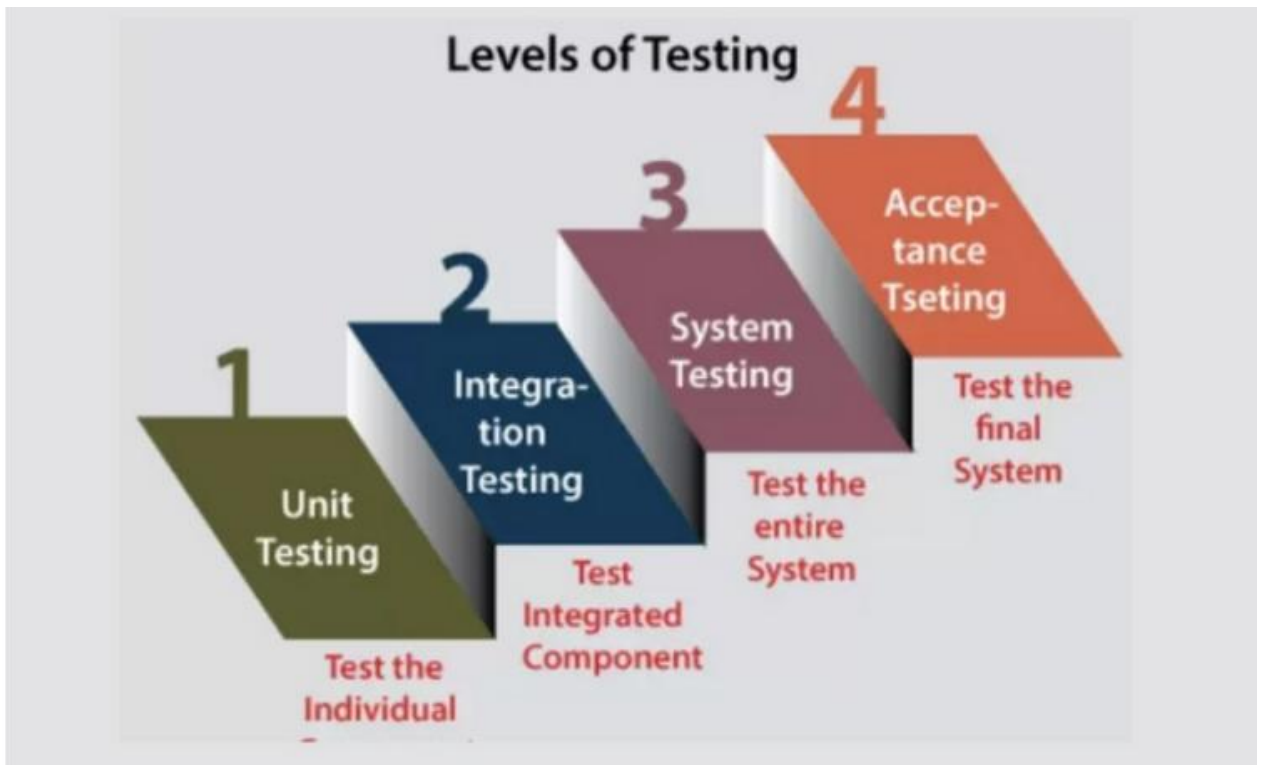 Levels of Testing
1
Unit
Testing
Test the
Individual
2
Integra-
tion
Testing
Test
Integrated
Component
3
System
Testing
Test the
entire
System
4
Accep-
tance
Tseting
Test the
final
System